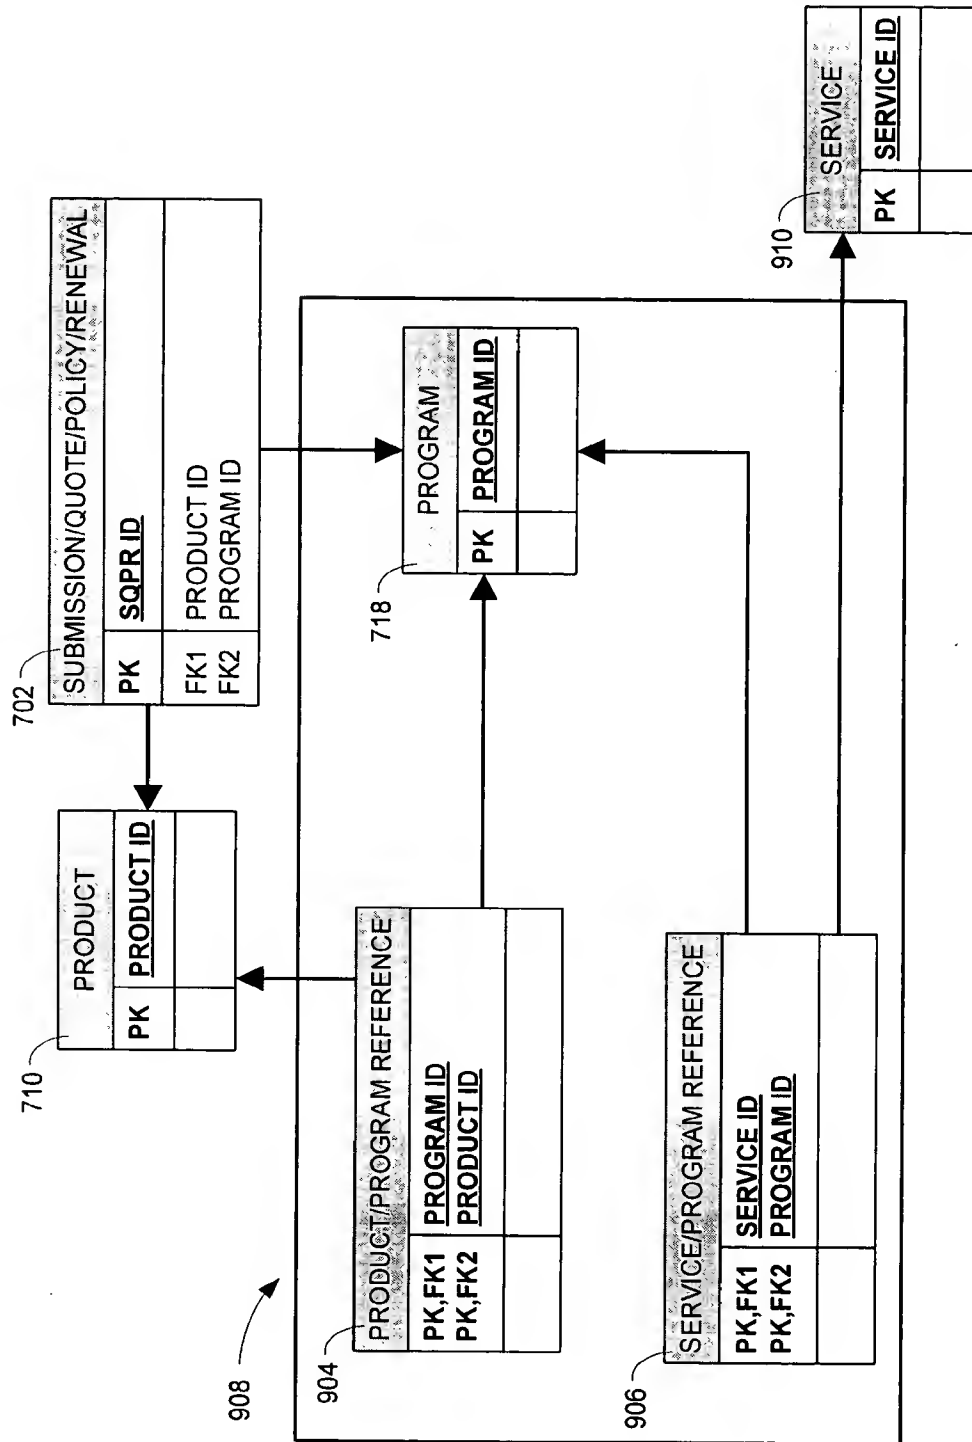 702
SUBMISSION/QUOTE/POLICY/RENEWAL
PK SQPR ID
FK1 PRODUCT ID
FK2 PROGRAM ID
710
PRODUCT
PK PRODUCT ID
908
718
PROGRAM
PK PROGRAM ID
904
PRODUCT/PROGRAM REFERENCE
PK,FK1 PROGRAM ID
PK,FK2 PRODUCT ID
906
SERVICE/PROGRAM REFERENCE
PK,FK1 SERVICE ID
PK,FK2 PROGRAM ID
910
SERVICE
PK SERVICE ID